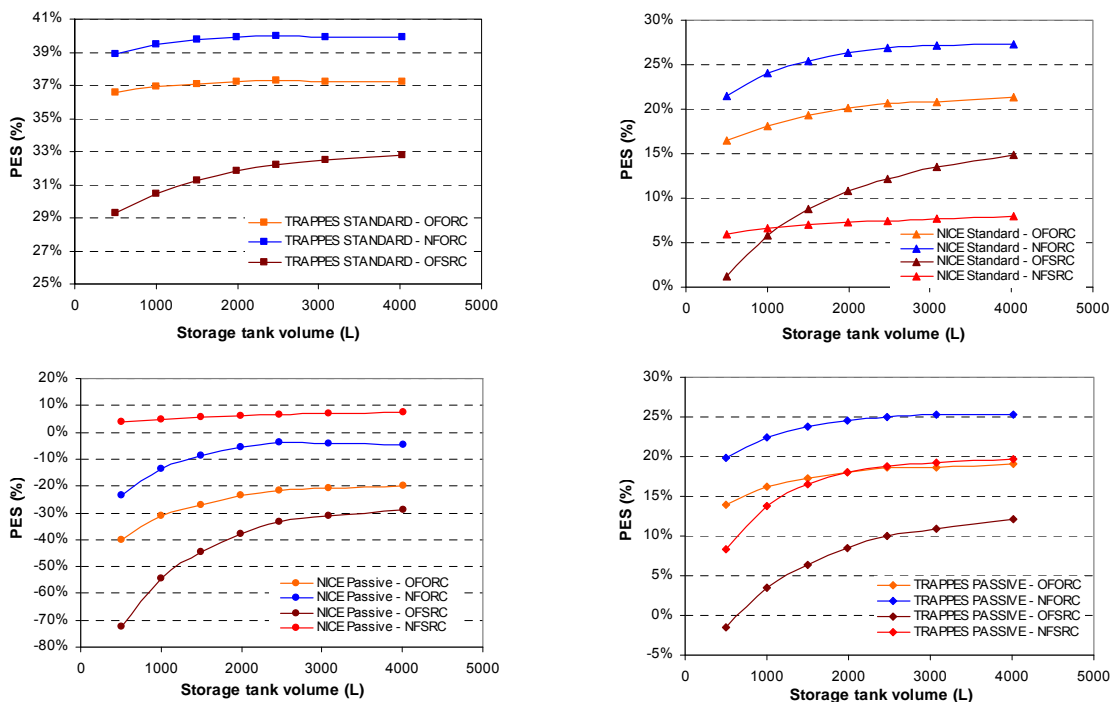 41%
39%
37%
35%
33%
31%
29%
27%
25%
PES (%)
0 1000 2000 3000 4000 5000
Storage tank volume (L)
TRAPPES STANDARD - OFORC
TRAPPES STANDARD - NFORC
TRAPPES STANDARD - OFSRC
30%
25%
20%
15%
10%
5%
0%
PES (%)
0 1000 2000 3000 4000 5000
Storage tank volume (L)
NICE Standard - OFORC
NICE Standard - NFORC
NICE Standard - OFSRC
NICE Standard - NFSRC
20%
10%
0%
-10%
-20%
-30%
-40%
-50%
-60%
-70%
-80%
PES (%)
0 1000 2000 3000 4000 5000
Storage tank volume (L)
NICE Passive - OFORC
NICE Passive - NFORC
NICE Passive - OFSRC
NICE Passive - NFSRC
30%
25%
20%
15%
10%
5%
0%
-5%
PES (%)
0 1000 2000 3000 4000 5000
Storage tank volume (L)
TRAPPES PASSIVE - OFORC
TRAPPES PASSIVE - NFORC
TRAPPES PASSIVE - OFSRC
TRAPPES PASSIVE - NFSRC